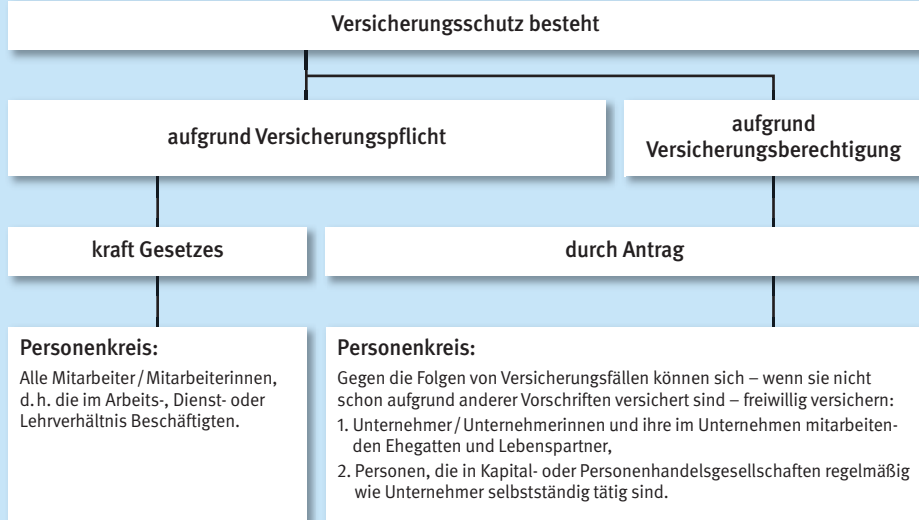 Versicherungsschutz besteht
aufgrund Versicherungspflicht
aufgrund
Versicherungsberechtigung
kraft Gesetzes
durch Antrag
Personenkreis:
Alle Mitarbeiter / Mitarbeiterinnen,
d. h. die im Arbeits-, Dienst- oder
Lehrverhältnis Beschäftigten.
Personenkreis:
Gegen die Folgen von Versicherungsfällen können sich – wenn sie nicht
schon aufgrund anderer Vorschriften versichert sind – freiwillig versichern:
1. Unternehmer / Unternehmerinnen und ihre im Unternehmen mitarbeiten-
den Ehegatten und Lebenspartner,
2. Personen, die in Kapital- oder Personenhandelsgesellschaften regelmäßig
wie Unternehmer selbstständig tätig sind.